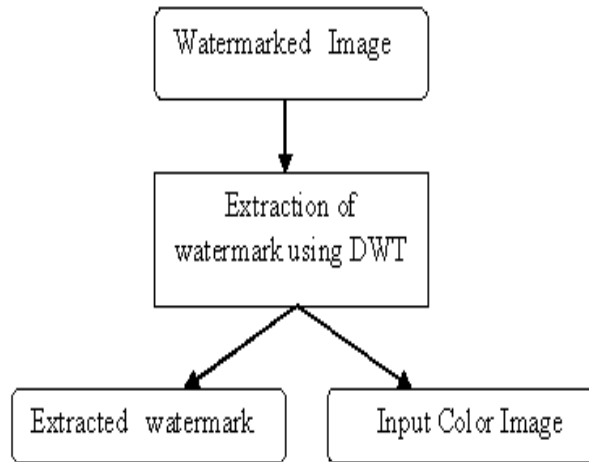 Watermarked Image
Extraction of
watermark using DWT
Extracted watermark
Input Color Image